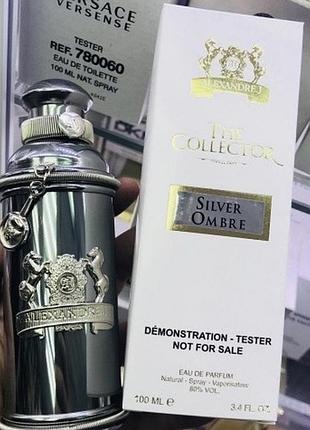 VERSACE
VERSENSE
TESTER
REF. 780060
EAU DE TOILETTE
100 ML NAT. SPRAY
ALEXANDRE.J
THE
COLLECTOR
SILVER
OMBRE
DÉMONSTRATION - TESTER
NOT FOR SALE
EAU DE PARFUM
Natural - Spray - Vaporisateur
80% VOL.
100 ML e 3.4 FL. OZ
ALEXANDRE.J